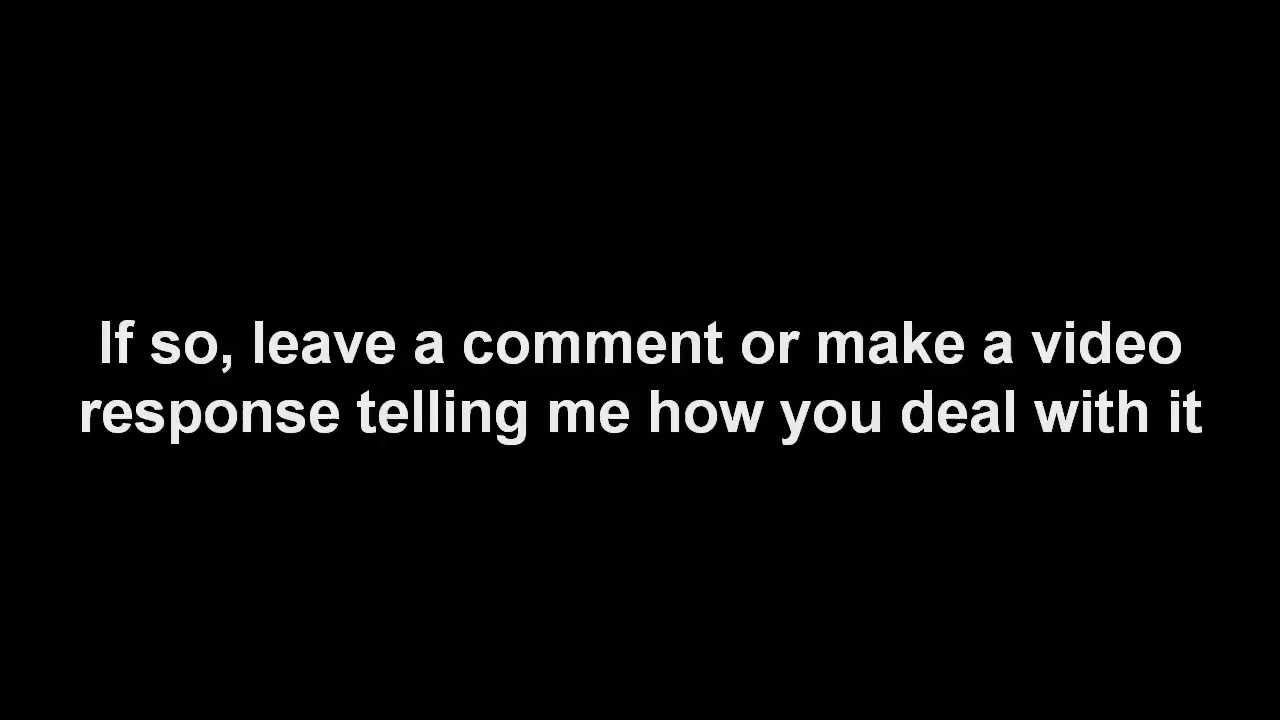 If so, leave a comment or make a video
response telling me how you deal with it